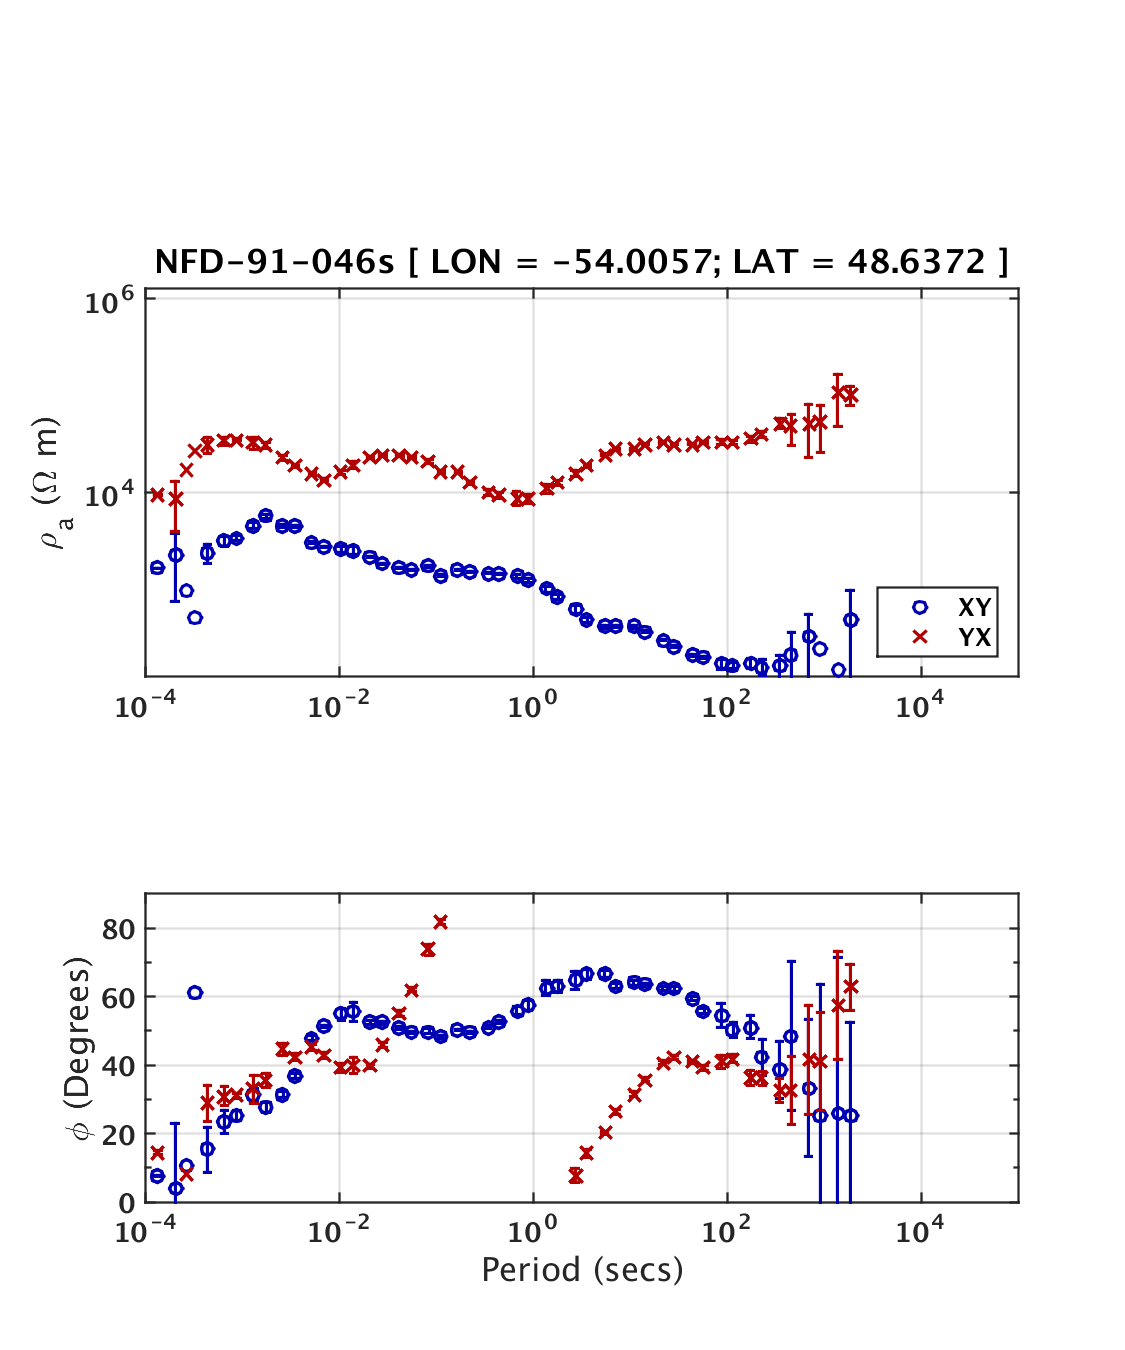 NFD-91-046s [ LON = -54.0057; LAT = 48.6372 ]
10^6
10^4
ρ_a (Ω m)
XY
YX
10^-4 10^-2 10^0 10^2 10^4
80
60
40
20
0
ϕ (Degrees)
10^-4 10^-2 10^0 10^2 10^4
Period (secs)